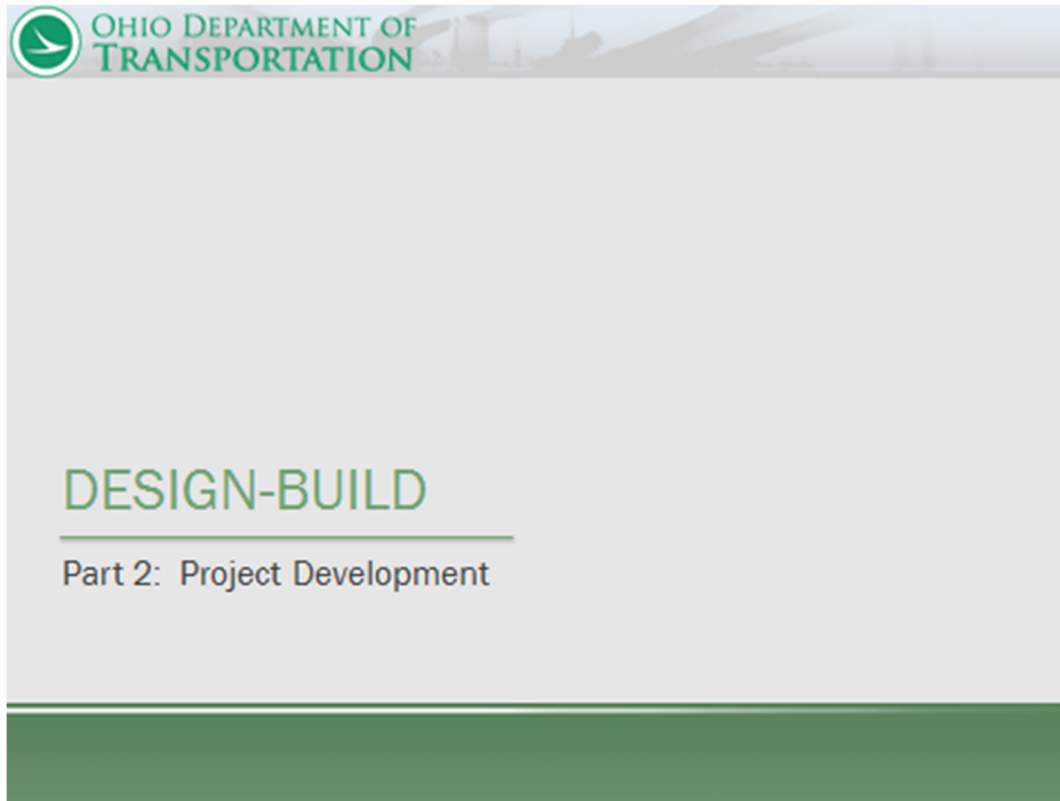 OHIO DEPARTMENT OF
TRANSPORTATION
DESIGN-BUILD
Part 2: Project Development